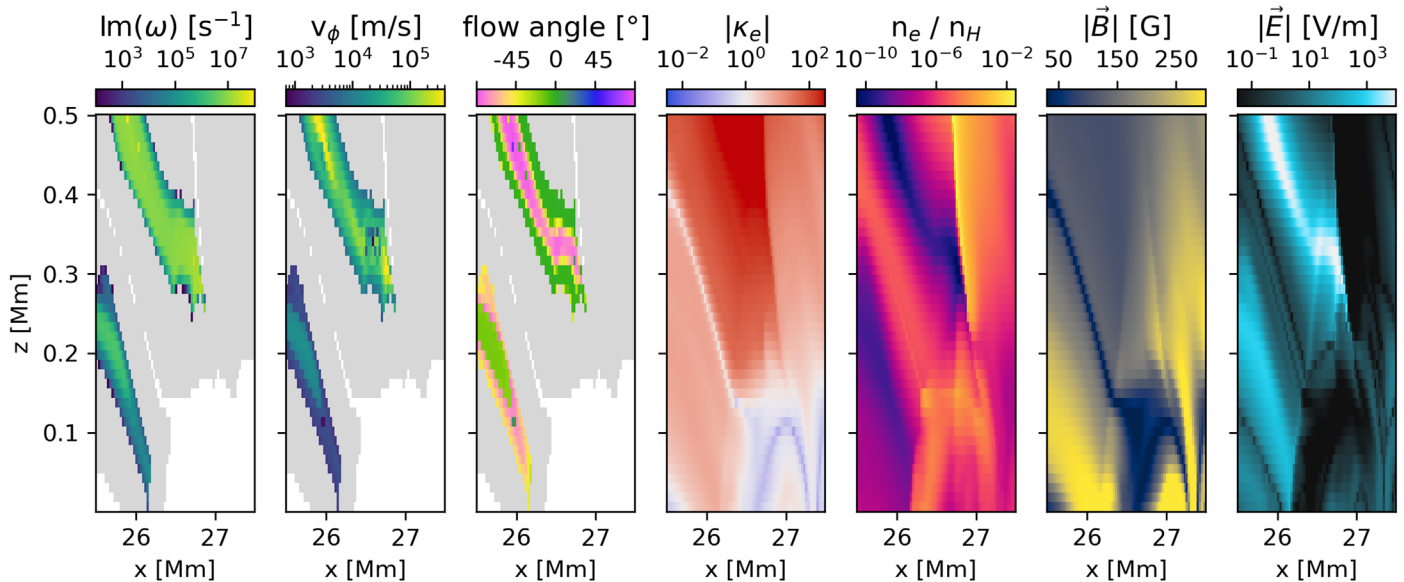 Im(ω) [s⁻¹]
10³ 10⁵ 10⁷
v_ϕ [m/s]
10³ 10⁴ 10⁵
flow angle [°]
-45 0 45
|κ_e|
10⁻² 10⁰ 10²
n_e / n_H
10⁻¹⁰ 10⁻⁶ 10⁻²
|B⃗| [G]
50 150 250
|E⃗| [V/m]
10⁻¹ 10¹ 10³
z [Mm]
0.5
0.4
0.3
0.2
0.1
26 27
26 27
26 27
26 27
26 27
26 27
26 27
x [Mm]
x [Mm]
x [Mm]
x [Mm]
x [Mm]
x [Mm]
x [Mm]